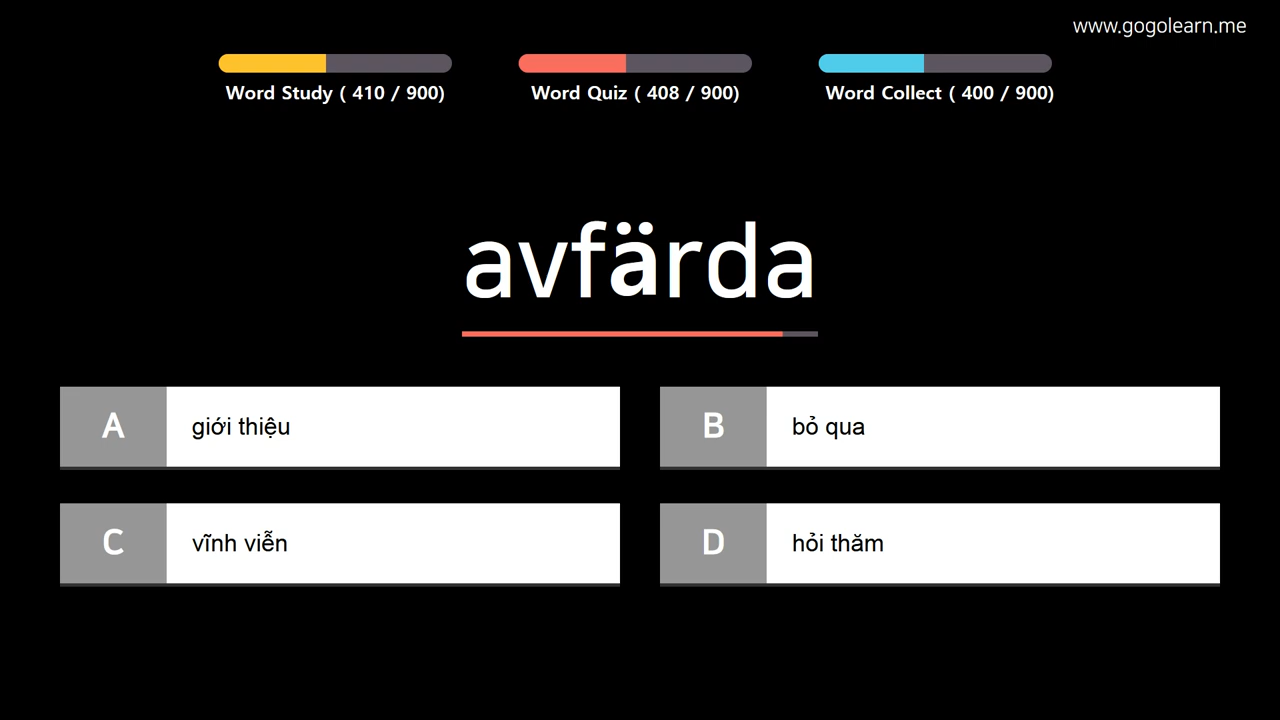 www.gogolearn.me
Word Study ( 410 / 900)
Word Quiz ( 408 / 900)
Word Collect ( 400 / 900)
avfärda
A giới thiệu
B bỏ qua
C vĩnh viễn
D hỏi thăm